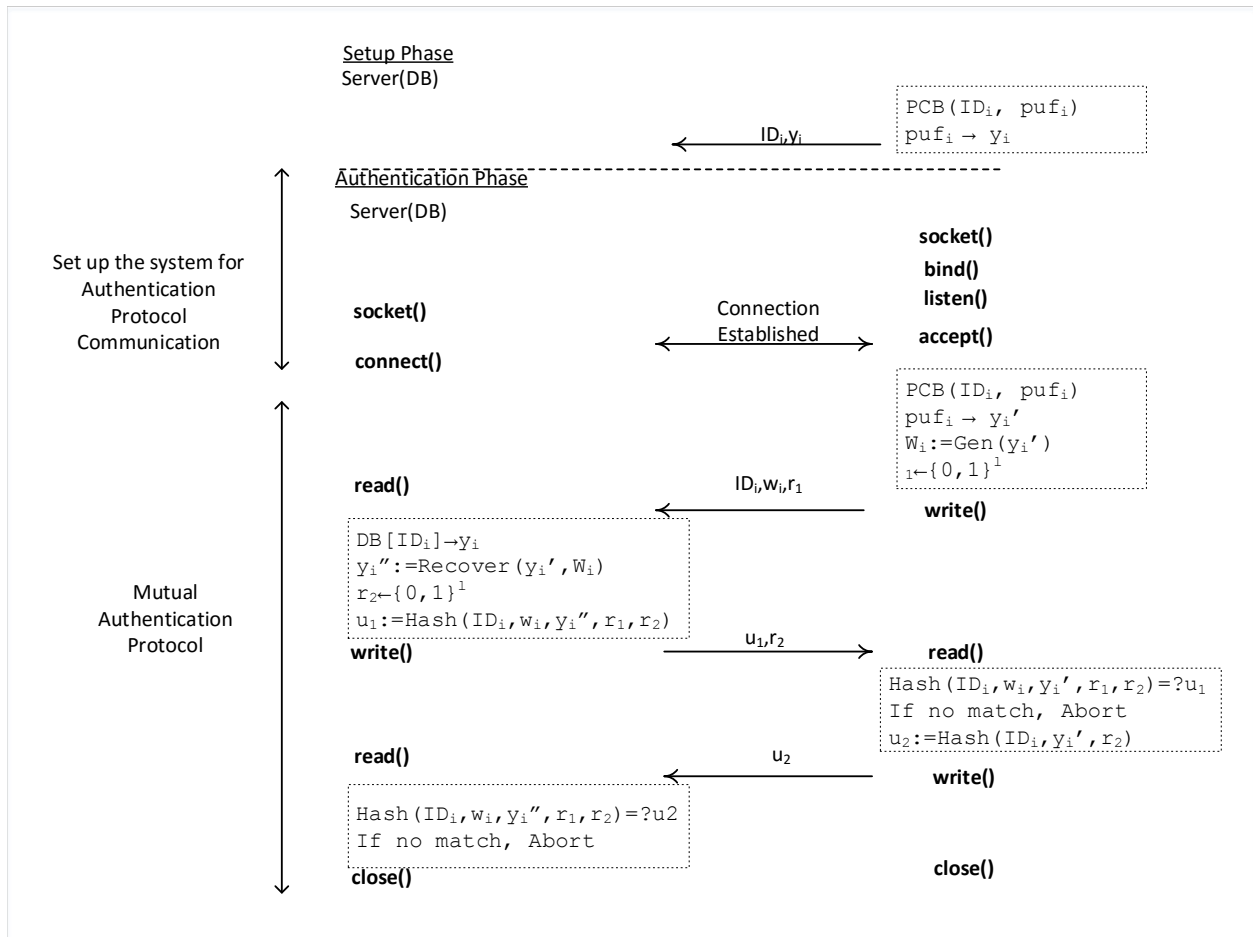 Setup Phase
Server(DB)
PCB(IDᵢ, pufᵢ)
pufᵢ → yᵢ
IDᵢ,yᵢ
Authentication Phase
Server(DB)
Set up the system for
Authentication
Protocol
Communication
socket()
bind()
listen()
accept()
socket()
connect()
Connection
Established
PCB(IDᵢ, pufᵢ)
pufᵢ → yᵢ′
Wᵢ:=Gen(yᵢ′)
₁←{0,1}ˡ
write()
IDᵢ,wᵢ,r₁
read()
DB[IDᵢ]→yᵢ
yᵢ″:=Recover(yᵢ′,Wᵢ)
r₂←{0,1}ˡ
u₁:=Hash(IDᵢ,wᵢ,yᵢ″,r₁,r₂)
write()
Mutual
Authentication
Protocol
u₁,r₂
read()
Hash(IDᵢ,wᵢ,yᵢ′,r₁,r₂)=?u₁
If no match, Abort
u₂:=Hash(IDᵢ,yᵢ′,r₂)
write()
u₂
read()
Hash(IDᵢ,wᵢ,yᵢ″,r₁,r₂)=?u2
If no match, Abort
close()
close()